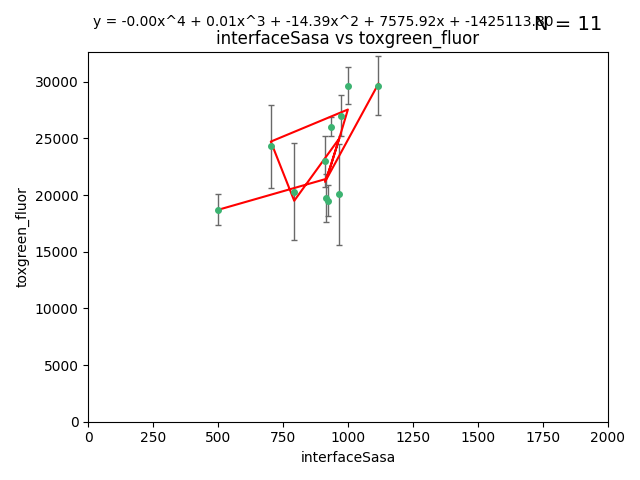 y = -0.00x^4 + 0.01x^3 + -14.39x^2 + 7575.92x + -1425113.80
N = 11
interfaceSasa vs toxgreen_fluor
30000
25000
20000
15000
10000
5000
0
toxgreen_fluor
0 250 500 750 1000 1250 1500 1750 2000
interfaceSasa